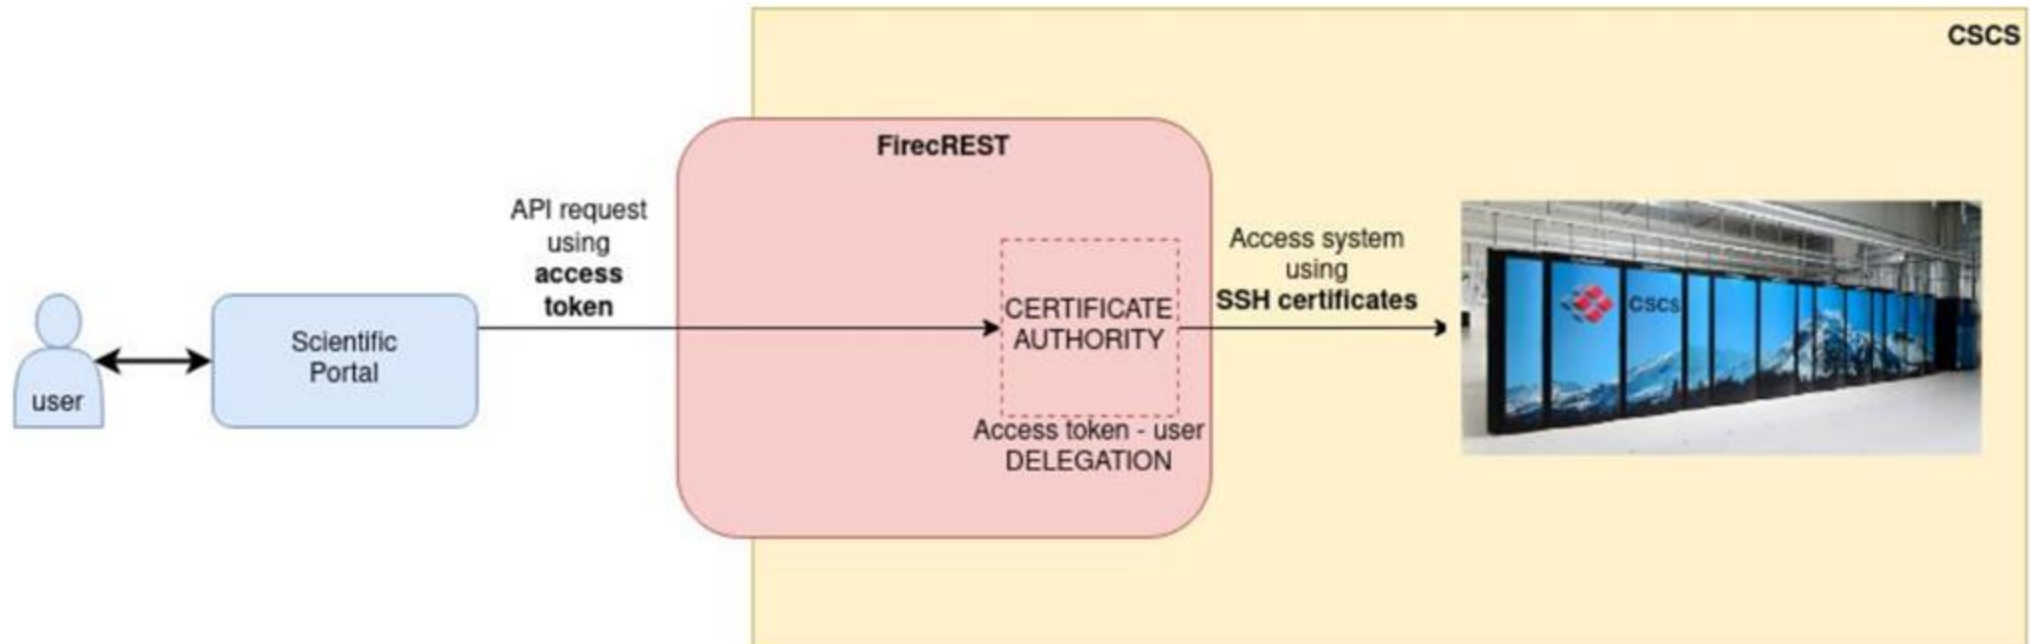 CSCS
FirecREST
API request
using
access
token
Access system
using
SSH certificates
CERTIFICATE
AUTHORITY
CSCS
Scientific
Portal
user
Access token - user
DELEGATION